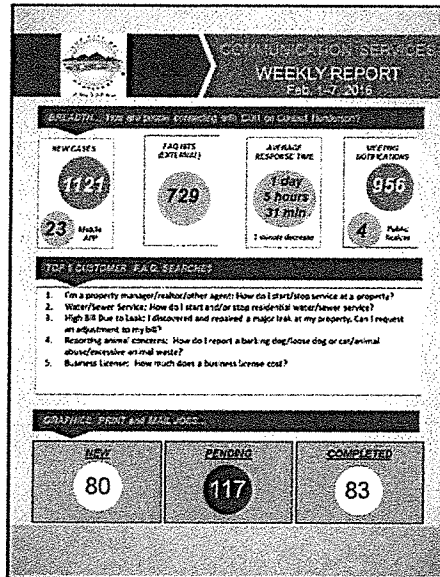 COMMUNICATION SERVICES
WEEKLY REPORT
Feb. 1-7, 2016
BREADTH... How are people connecting with COH on Contact Henderson?
NEW CASES
1121
23 Mobile
APP
FAQ HITS
(EXTERNAL)
729
AVERAGE
RESPONSE TIME
1 day
5 hours
31 min
1 minute decrease
MEETING
NOTIFICATIONS
956
4 Public
Notices
TOP 5 CUSTOMER F.A.Q. SEARCHES
1. I'm a property manager/realtor/other agent: How do I start/stop service at a property?
2. Water/Sewer Service: How do I start and/or stop residential water/sewer service?
3. High Bill Due to Leak: I discovered and repaired a major leak at my property. Can I request
an adjustment to my bill?
4. Reporting animal concerns: How do I report a barking dog/loose dog or cat/animal
abuse/excessive animal waste?
5. Business License: How much does a business license cost?
GRAPHICS, PRINT and MAIL JOBS...
NEW
80
PENDING
117
COMPLETED
83